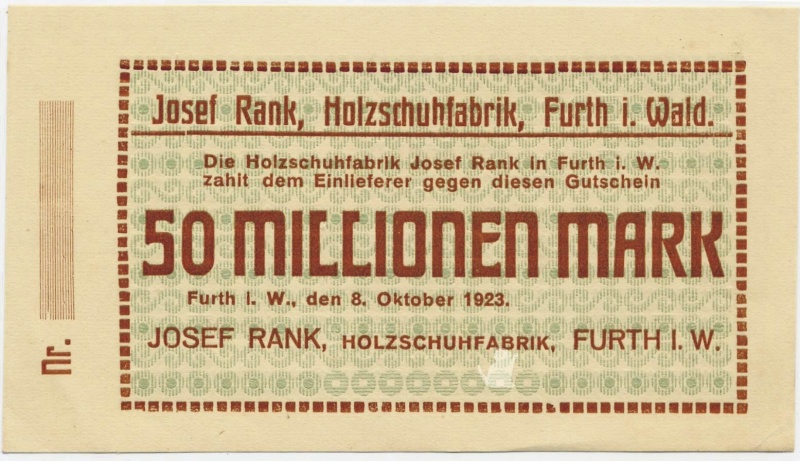 Josef Rank, Holzschuhfabrik, Furth i. Wald.
Die Holzschuhfabrik Josef Rank in Furth i. W.
zahlt dem Einlieferer gegen diesen Gutschein
50 MILLIONEN MARK
Furth i. W., den 8. Oktober 1923.
JOSEF RANK, HOLZSCHUHFABRIK, FURTH I. W.
Nr.